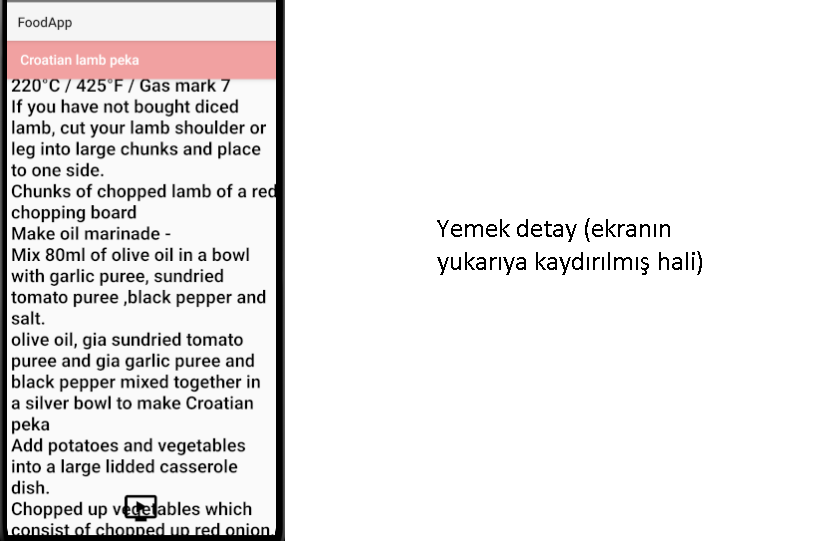 FoodApp
Croatian lamb peka
220°C / 425°F / Gas mark 7
If you have not bought diced
lamb, cut your lamb shoulder or
leg into large chunks and place
to one side.
Chunks of chopped lamb of a red
chopping board
Make oil marinade -
Mix 80ml of olive oil in a bowl
with garlic puree, sundried
tomato puree ,black pepper and
salt.
olive oil, gia sundried tomato
puree and gia garlic puree and
black pepper mixed together in
a silver bowl to make Croatian
peka
Add potatoes and vegetables
into a large lidded casserole
dish.
Chopped up vegetables which
consist of chopped up red onion
Yemek detay (ekranın
yukarıya kaydırılmış hali)